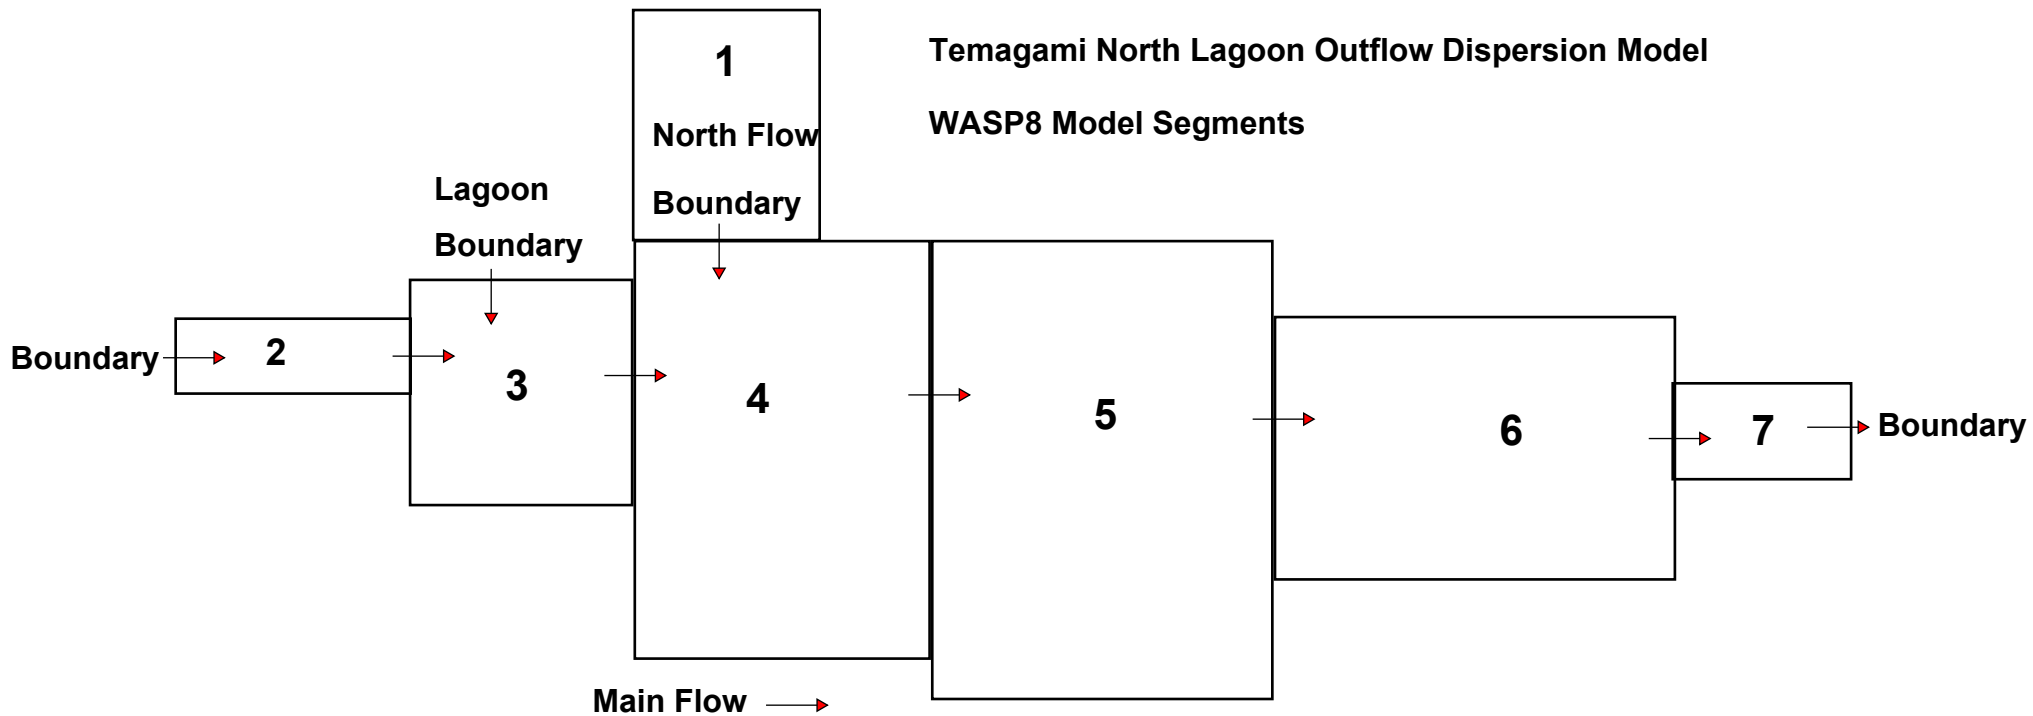 1
Temagami North Lagoon Outflow Dispersion Model
WASP8 Model Segments
North Flow
Boundary
Lagoon
Boundary
Boundary
2
3
4
5
6
7
Boundary
Main Flow